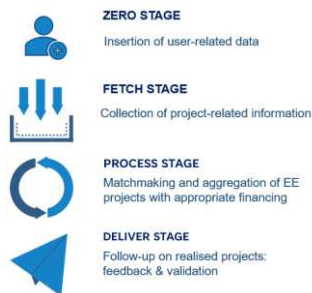 ZERO STAGE
Insertion of user-related data
FETCH STAGE
Collection of project-related information
PROCESS STAGE
Matchmaking and aggregation of EE
projects with appropriate financing
DELIVER STAGE
Follow-up on realised projects:
feedback & validation